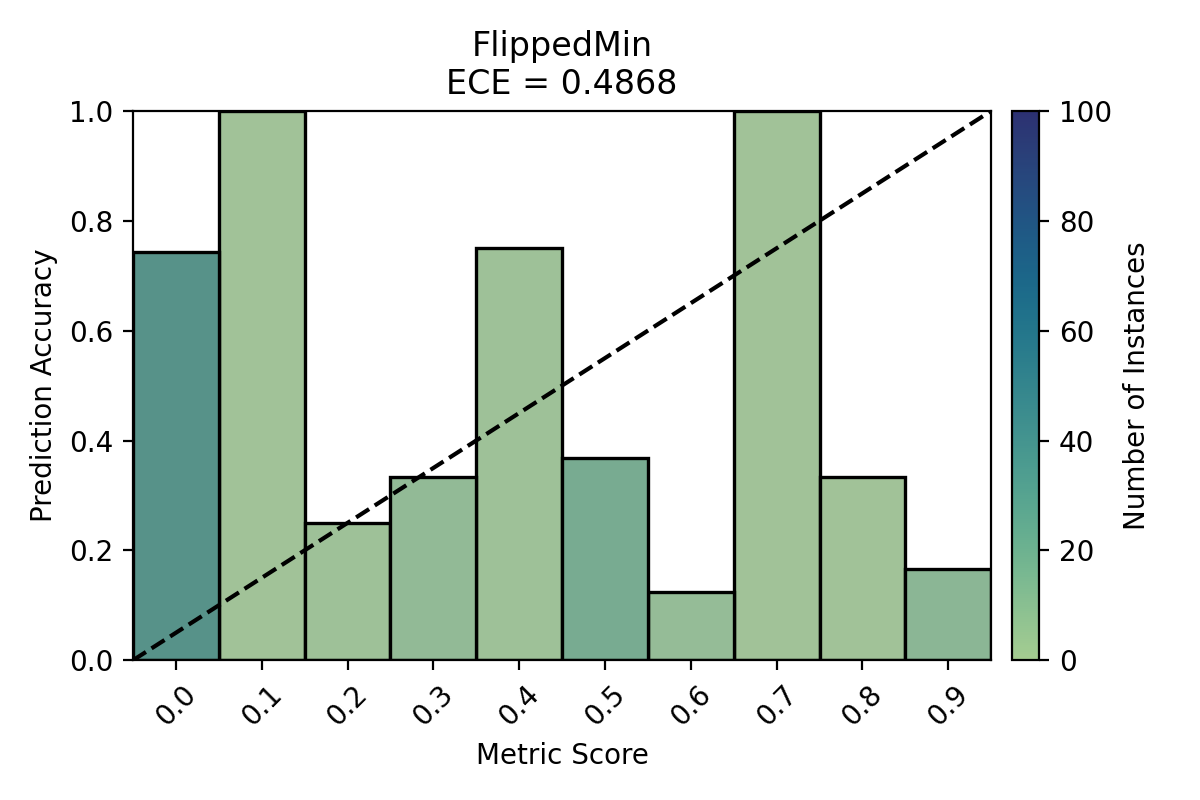 FlippedMin
ECE = 0.4868
Prediction Accuracy
1.0
0.8
0.6
0.4
0.2
0.0
0.0 0.1 0.2 0.3 0.4 0.5 0.6 0.7 0.8 0.9
Metric Score
100
80
60
40
20
0
Number of Instances